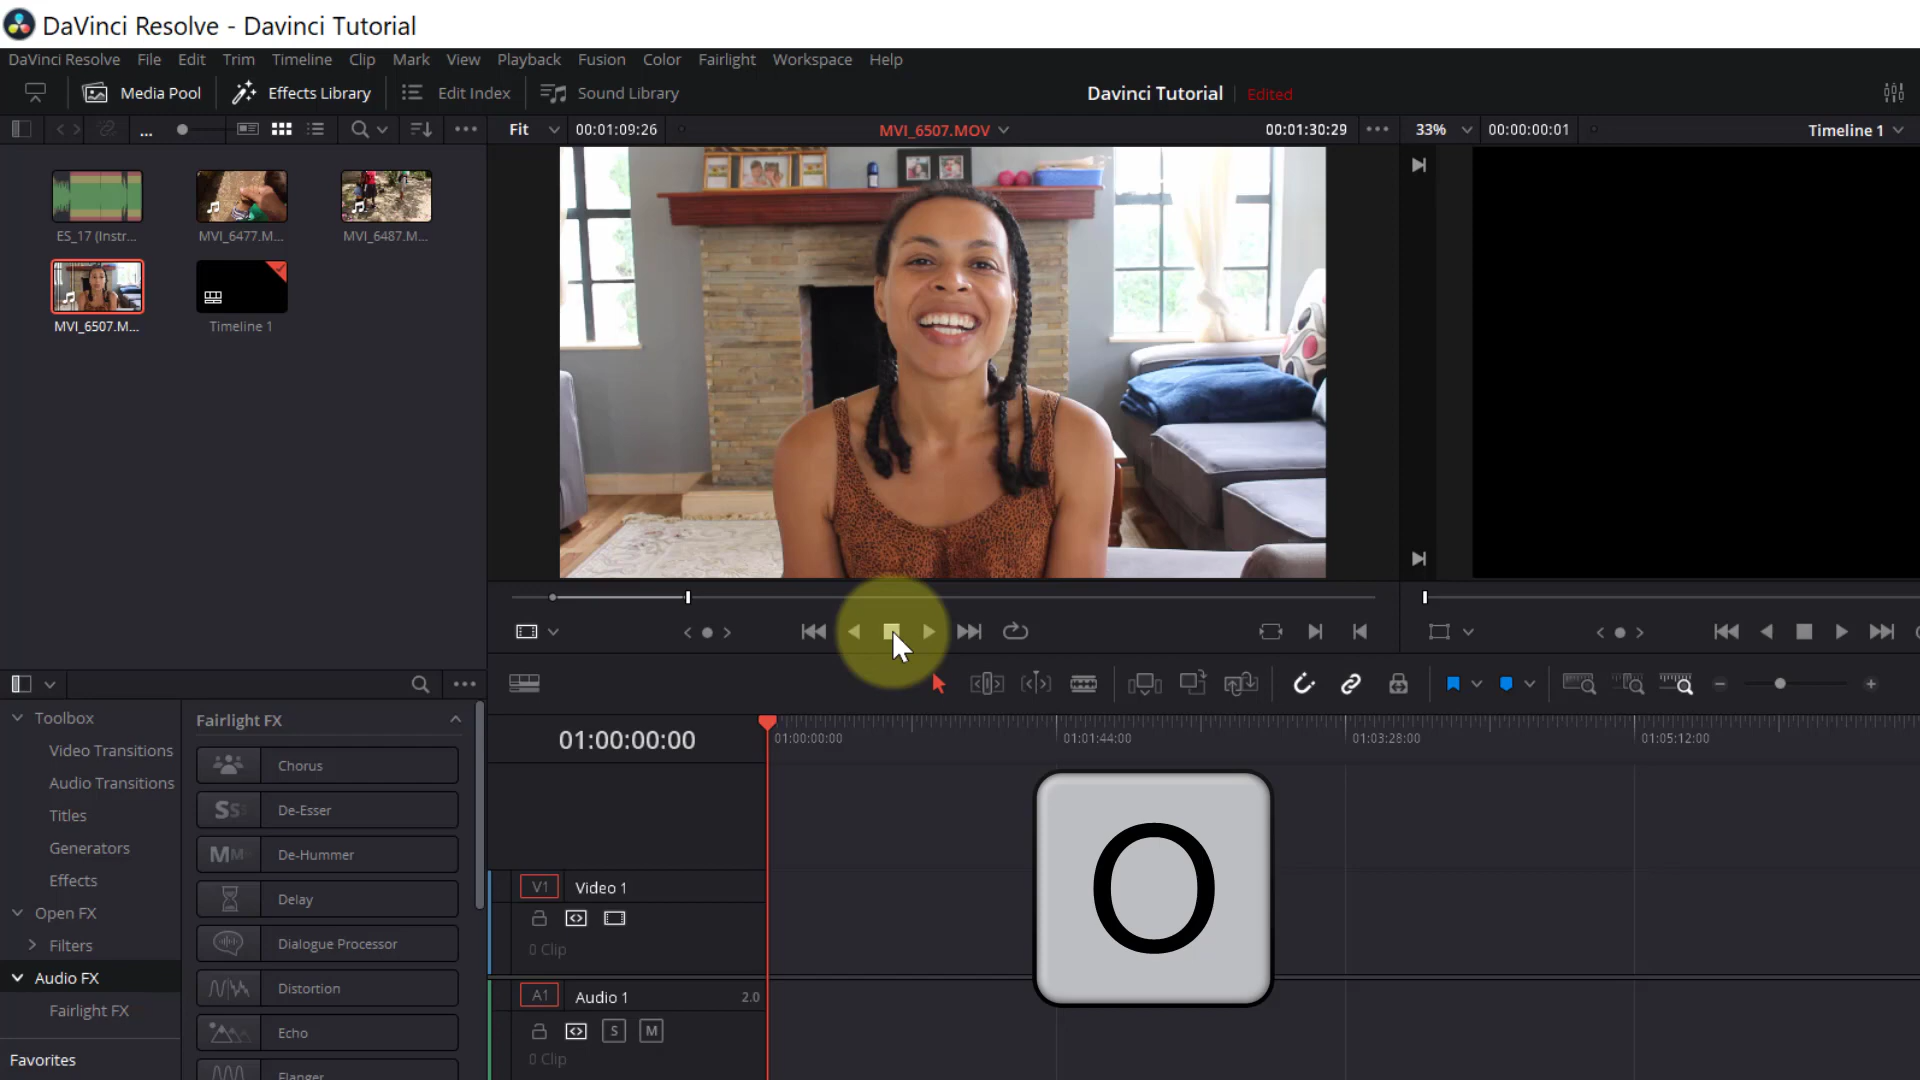 DaVinci Resolve - Davinci Tutorial
DaVinci Resolve File Edit Trim Timeline Clip Mark View Playback Fusion Color Fairlight Workspace Help
Media Pool Effects Library Edit Index Sound Library Davinci Tutorial Edited
... Fit 00:01:09:26 MVI_6507.MOV 00:01:30:29 33% 00:00:00:01 Timeline 1
ES_17 (Instr... MVI_6477.M... MVI_6487.M...
MVI_6507.M... Timeline 1
Toolbox
Video Transitions
Audio Transitions
Titles
Generators
Effects
Open FX
Filters
Audio FX
Fairlight FX
Favorites
Fairlight FX
Chorus
De-Esser
De-Hummer
Delay
Dialogue Processor
Distortion
Echo
Flanger
01:00:00:00 01:00:00:00 01:01:44:00 01:03:28:00 01:05:12:00
V1 Video 1
0 Clip
A1 Audio 1 2.0
S M
0 Clip
O